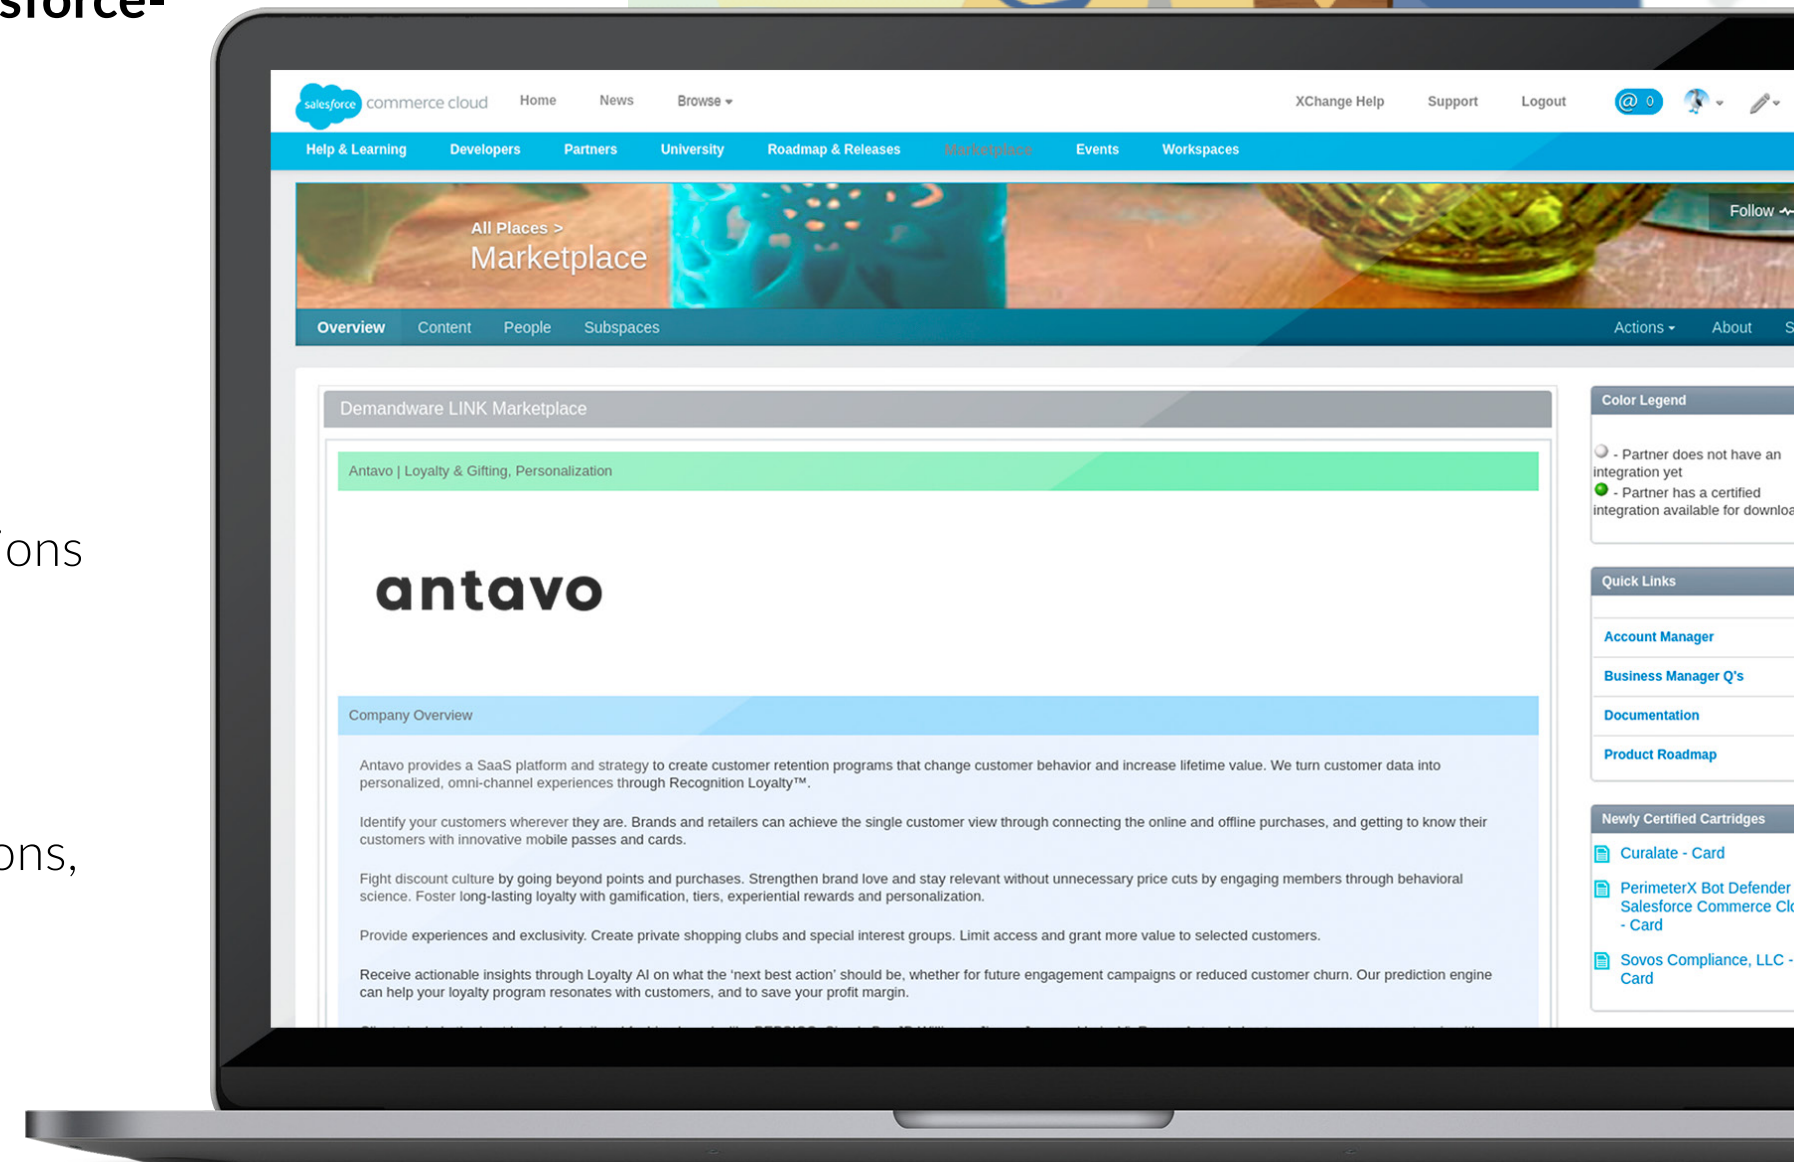 sforce-
ions
ons,
salesforce commerce cloud Home News Browse XChange Help Support Logout @ 0
Help & Learning Developers Partners University Roadmap & Releases Marketplace Events Workspaces
Follow
All Places >
Marketplace
Overview Content People Subspaces Actions About S
Demandware LINK Marketplace
Antavo | Loyalty & Gifting, Personalization
antavo
Company Overview
Antavo provides a SaaS platform and strategy to create customer retention programs that change customer behavior and increase lifetime value. We turn customer data into
personalized, omni-channel experiences through Recognition Loyalty™.
Identify your customers wherever they are. Brands and retailers can achieve the single customer view through connecting the online and offline purchases, and getting to know their
customers with innovative mobile passes and cards.
Fight discount culture by going beyond points and purchases. Strengthen brand love and stay relevant without unnecessary price cuts by engaging members through behavioral
science. Foster long-lasting loyalty with gamification, tiers, experiential rewards and personalization.
Provide experiences and exclusivity. Create private shopping clubs and special interest groups. Limit access and grant more value to selected customers.
Receive actionable insights through Loyalty AI on what the ‘next best action’ should be, whether for future engagement campaigns or reduced customer churn. Our prediction engine
can help your loyalty program resonates with customers, and to save your profit margin.
Color Legend
- Partner does not have an
integration yet
- Partner has a certified
integration available for downloa
Quick Links
Account Manager
Business Manager Q's
Documentation
Product Roadmap
Newly Certified Cartridges
Curalate - Card
PerimeterX Bot Defender
Salesforce Commerce Clo
- Card
Sovos Compliance, LLC -
Card